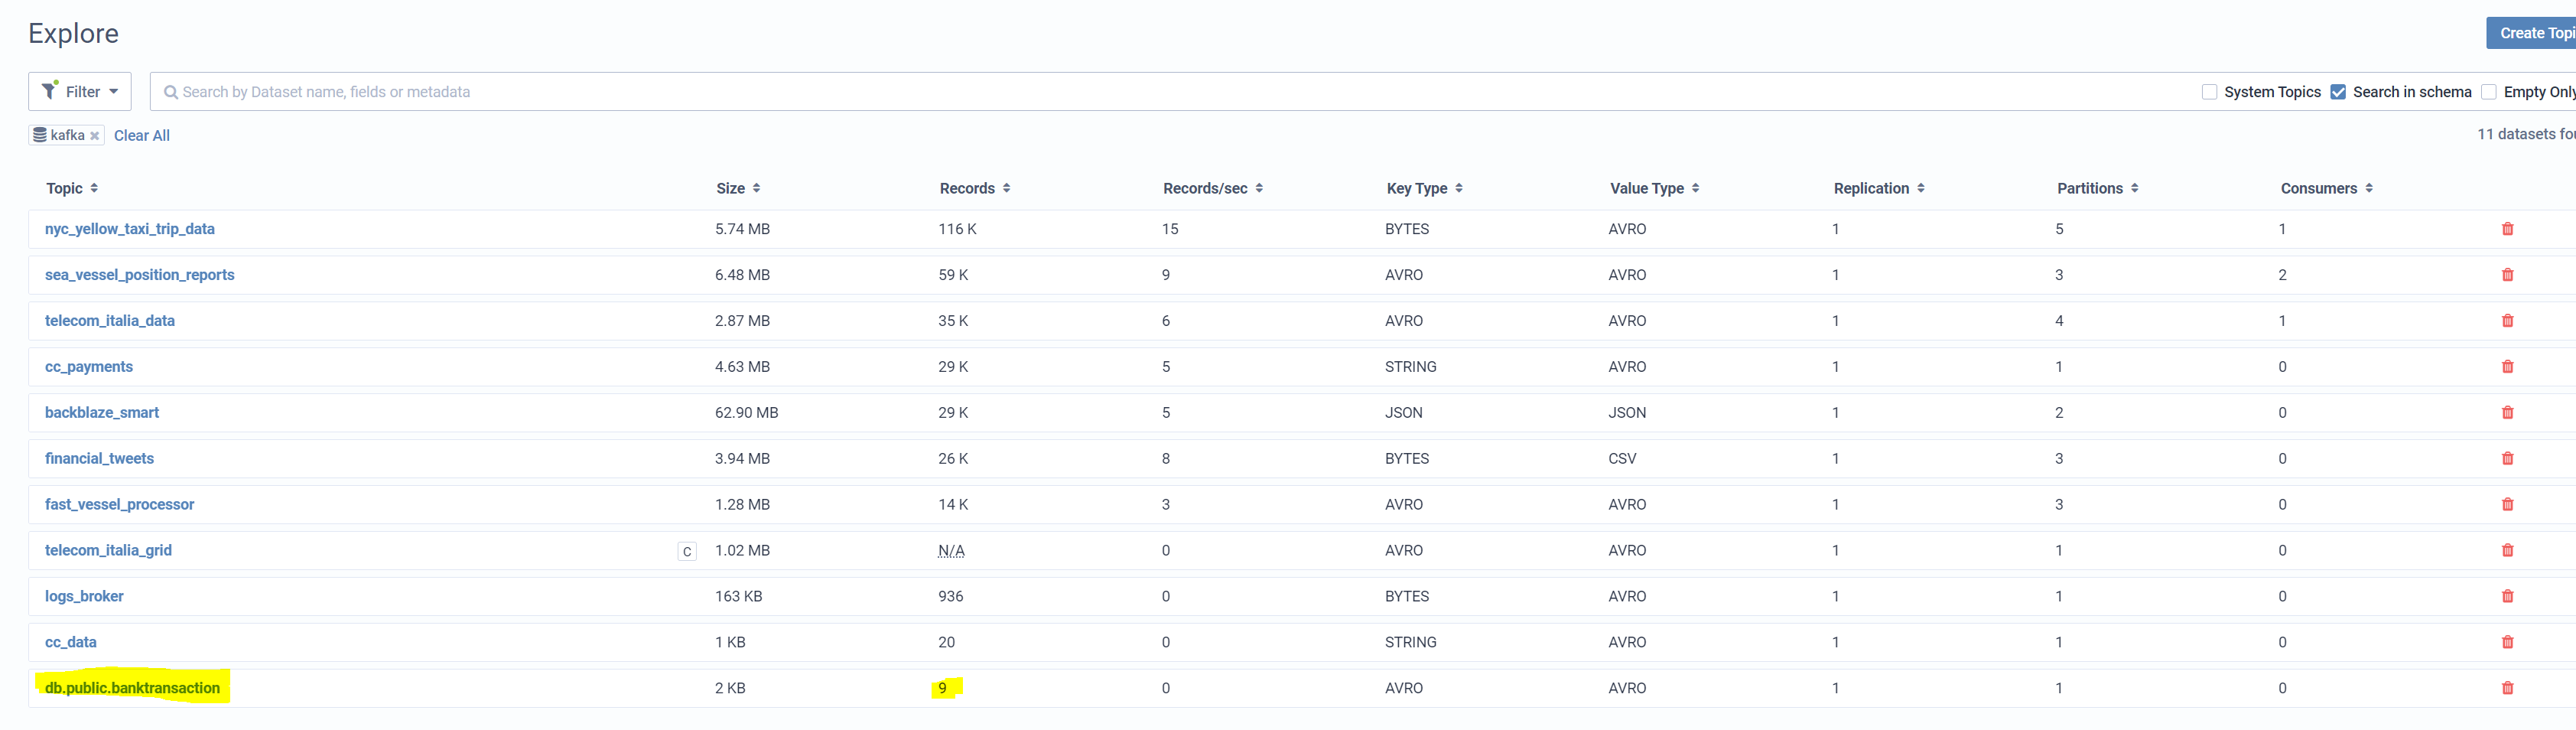 Explore
Create Topi
Filter
Search by Dataset name, fields or metadata
System Topics Search in schema Empty Only
kafka Clear All
11 datasets fou
Topic Size Records Records/sec Key Type Value Type Replication Partitions Consumers
nyc_yellow_taxi_trip_data 5.74 MB 116 K 15 BYTES AVRO 1 5 1
sea_vessel_position_reports 6.48 MB 59 K 9 AVRO AVRO 1 3 2
telecom_italia_data 2.87 MB 35 K 6 AVRO AVRO 1 4 1
cc_payments 4.63 MB 29 K 5 STRING AVRO 1 1 0
backblaze_smart 62.90 MB 29 K 5 JSON JSON 1 2 0
financial_tweets 3.94 MB 26 K 8 BYTES CSV 1 3 0
fast_vessel_processor 1.28 MB 14 K 3 AVRO AVRO 1 3 0
telecom_italia_grid C 1.02 MB N/A 0 AVRO AVRO 1 1 0
logs_broker 163 KB 936 0 BYTES AVRO 1 1 0
cc_data 1 KB 20 0 STRING AVRO 1 1 0
db.public.banktransaction 2 KB 9 0 AVRO AVRO 1 1 0